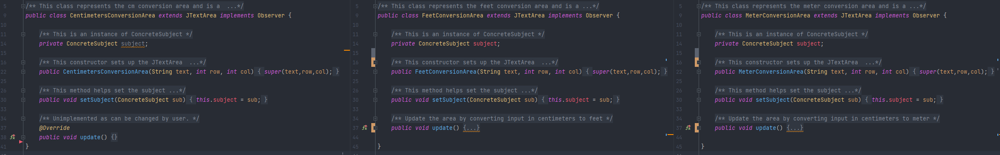 5 /** This class represents the cm conversion area and is a  ...*/
9 public class CentimetersConversionArea extends JTextArea implements Observer {
10
11 /** This is an instance of ConcreteSubject */
14 private ConcreteSubject subject;
15
16 /** This constructor sets up the JTextArea  ...*/
22 public CentimetersConversionArea(String text, int row, int col) { super(text,row,col); }
25
26 /** This method helps set the subject ...*/
30 public void setSubject(ConcreteSubject sub) { this.subject = sub; }
33
34 /** Unimplemented as can be changed by user. */
37 @Override
38 public void update() {}
41 }
5 /** This class represents the feet conversion area and is a ...*/
9 public class FeetConversionArea extends JTextArea implements Observer {
10
11 /** This is an instance of ConcreteSubject */
14 private ConcreteSubject subject;
15
16 /** This constructor sets up the JTextArea  ...*/
22 public FeetConversionArea(String text, int row, int col) { super(text,row,col); }
25
26 /** This method helps set the subject ...*/
30 public void setSubject(ConcreteSubject sub) { this.subject = sub; }
33
34 /** Update the area by converting input in centimeters to feet */
37 public void update() {...}
44
45 }
5 /** This class represents the meter conversion area and is a ...*/
9 public class MeterConversionArea extends JTextArea implements Observer {
10
11 /** This is an instance of ConcreteSubject */
14 private ConcreteSubject subject;
15
16 /** This constructor sets up the JTextArea  ...*/
22 public MeterConversionArea(String text, int row, int col) { super(text,row,col); }
25
26 /** This method helps set the subject ...*/
30 public void setSubject(ConcreteSubject sub) { this.subject = sub; }
33
34 /** Update the area by converting input in centimeters to meter */
37 public void update() {...}
44
45 }